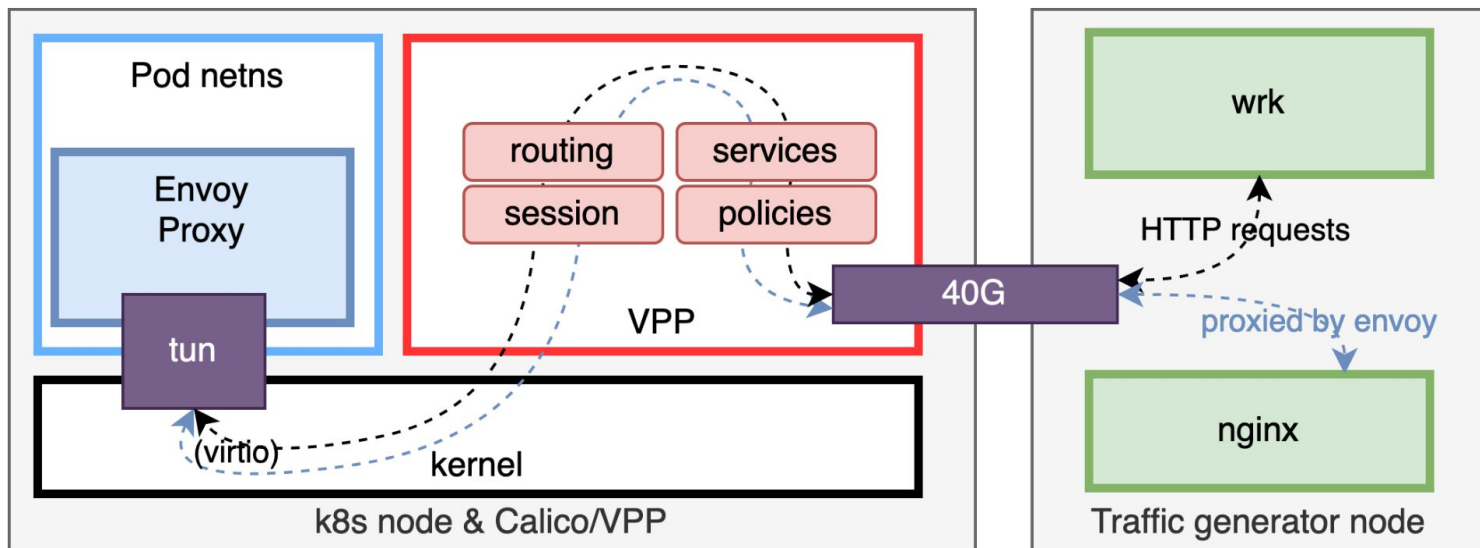 Pod netns
Envoy
Proxy
tun
(virtio)
kernel
routing
services
session
policies
VPP
40G
k8s node & Calico/VPP
wrk
HTTP requests
proxied by envoy
nginx
Traffic generator node